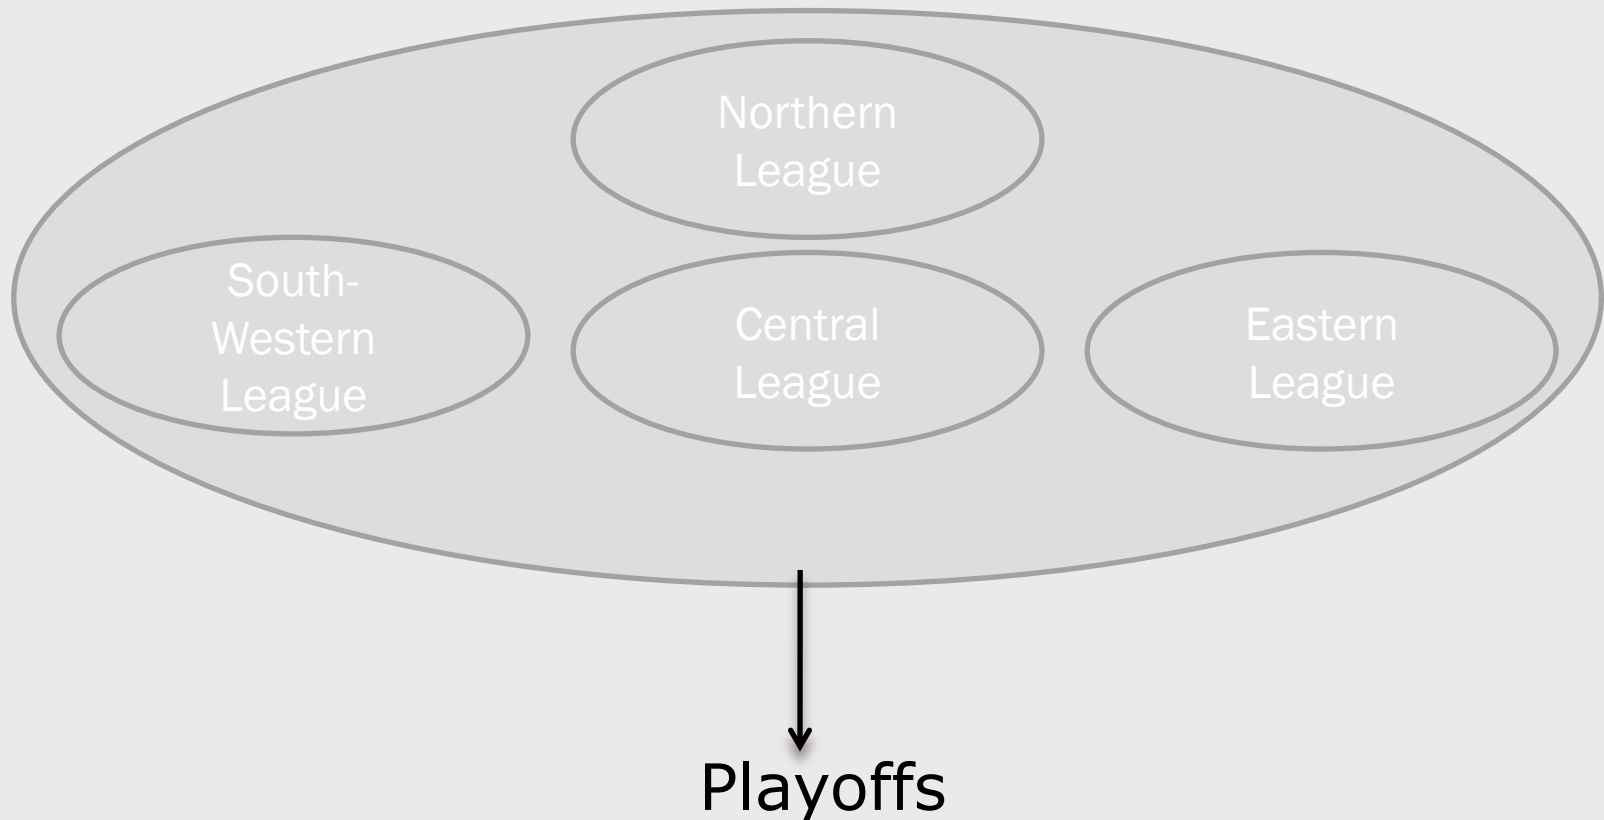 Northern
League
South-
Western
League
Central
League
Eastern
League
Playoffs